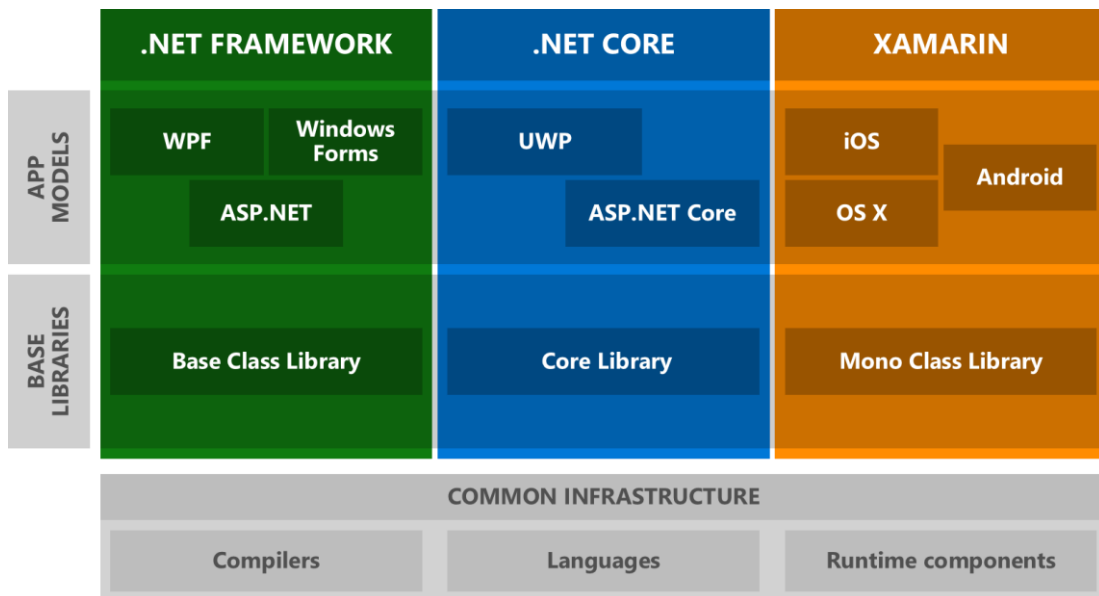 .NET FRAMEWORK
.NET CORE
XAMARIN
APP
MODELS
WPF
Windows
Forms
ASP.NET
UWP
ASP.NET Core
iOS
Android
OS X
BASE
LIBRARIES
Base Class Library
Core Library
Mono Class Library
COMMON INFRASTRUCTURE
Compilers
Languages
Runtime components